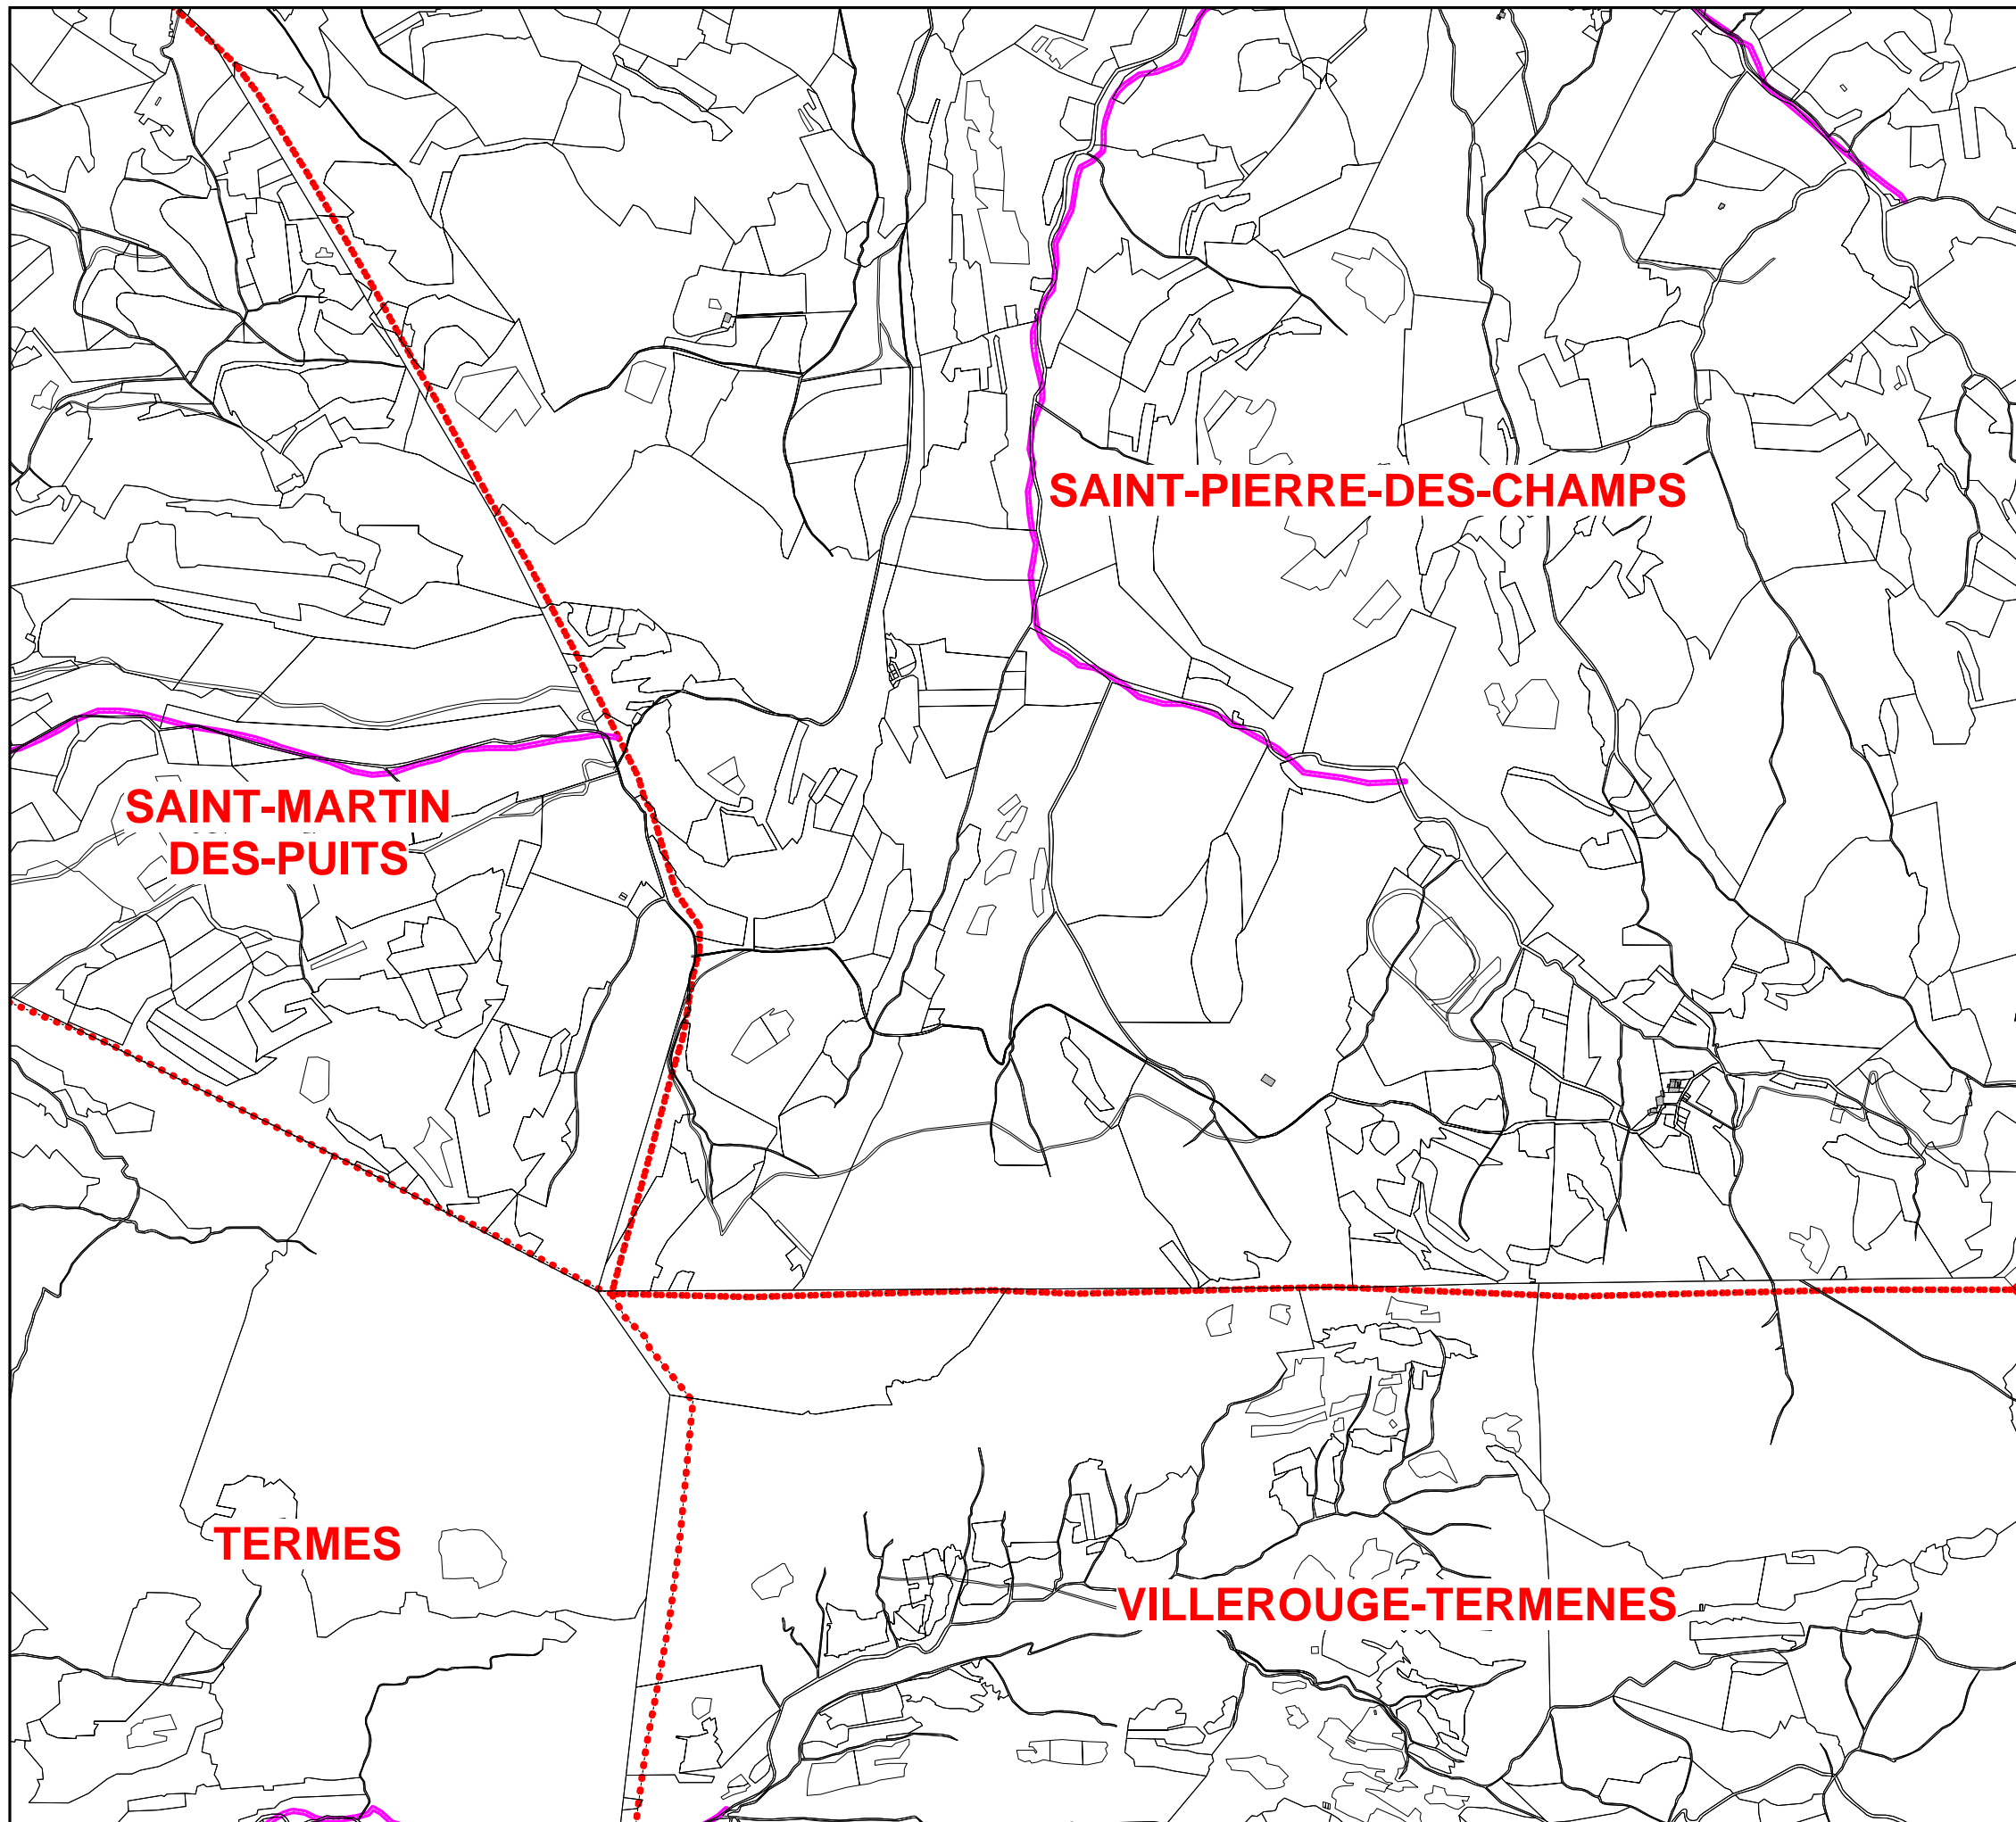 SAINT-PIERRE-DES-CHAMPS
SAINT-MARTIN
DES-PUITS
TERMES
VILLEROUGE-TERMENES